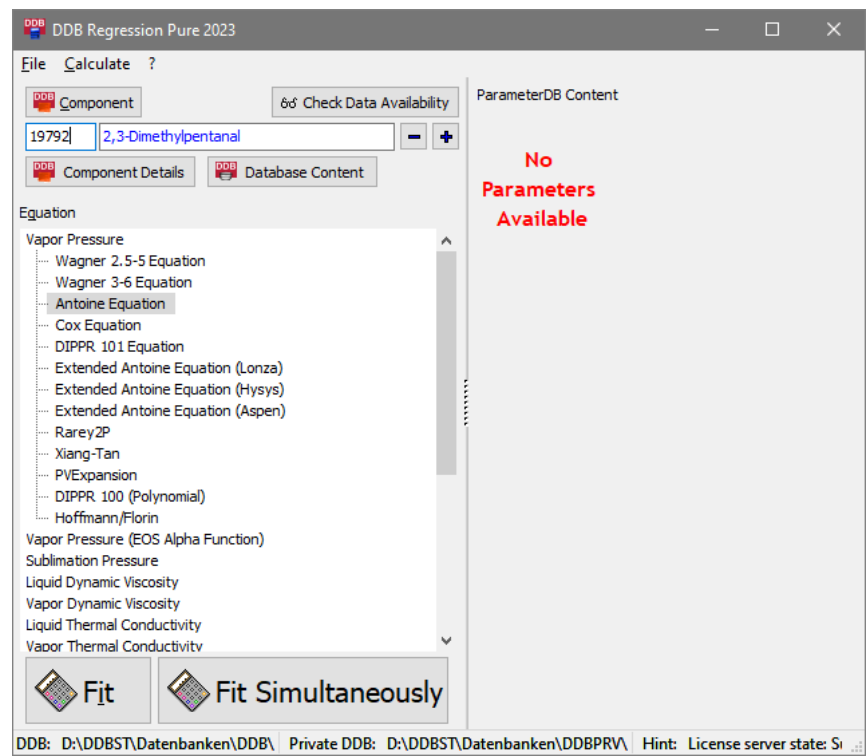 DDB Regression Pure 2023
File Calculate ?
DDB Component
Check Data Availability
19792 2,3-Dimethylpentanal
DDB Component Details DDB Database Content
Equation
Vapor Pressure
Wagner 2.5-5 Equation
Wagner 3-6 Equation
Antoine Equation
Cox Equation
DIPPR 101 Equation
Extended Antoine Equation (Lonza)
Extended Antoine Equation (Hysys)
Extended Antoine Equation (Aspen)
Rarey2P
Xiang-Tan
PVExpansion
DIPPR 100 (Polynomial)
Hoffmann/Florin
Vapor Pressure (EOS Alpha Function)
Sublimation Pressure
Liquid Dynamic Viscosity
Vapor Dynamic Viscosity
Liquid Thermal Conductivity
Vapor Thermal Conductivity
Fit Fit Simultaneously
ParameterDB Content
No
Parameters
Available
DDB: D:\DDBST\Datenbanken\DDB\ Private DDB: D:\DDBST\Datenbanken\DDBPRV\ Hint: License server state: